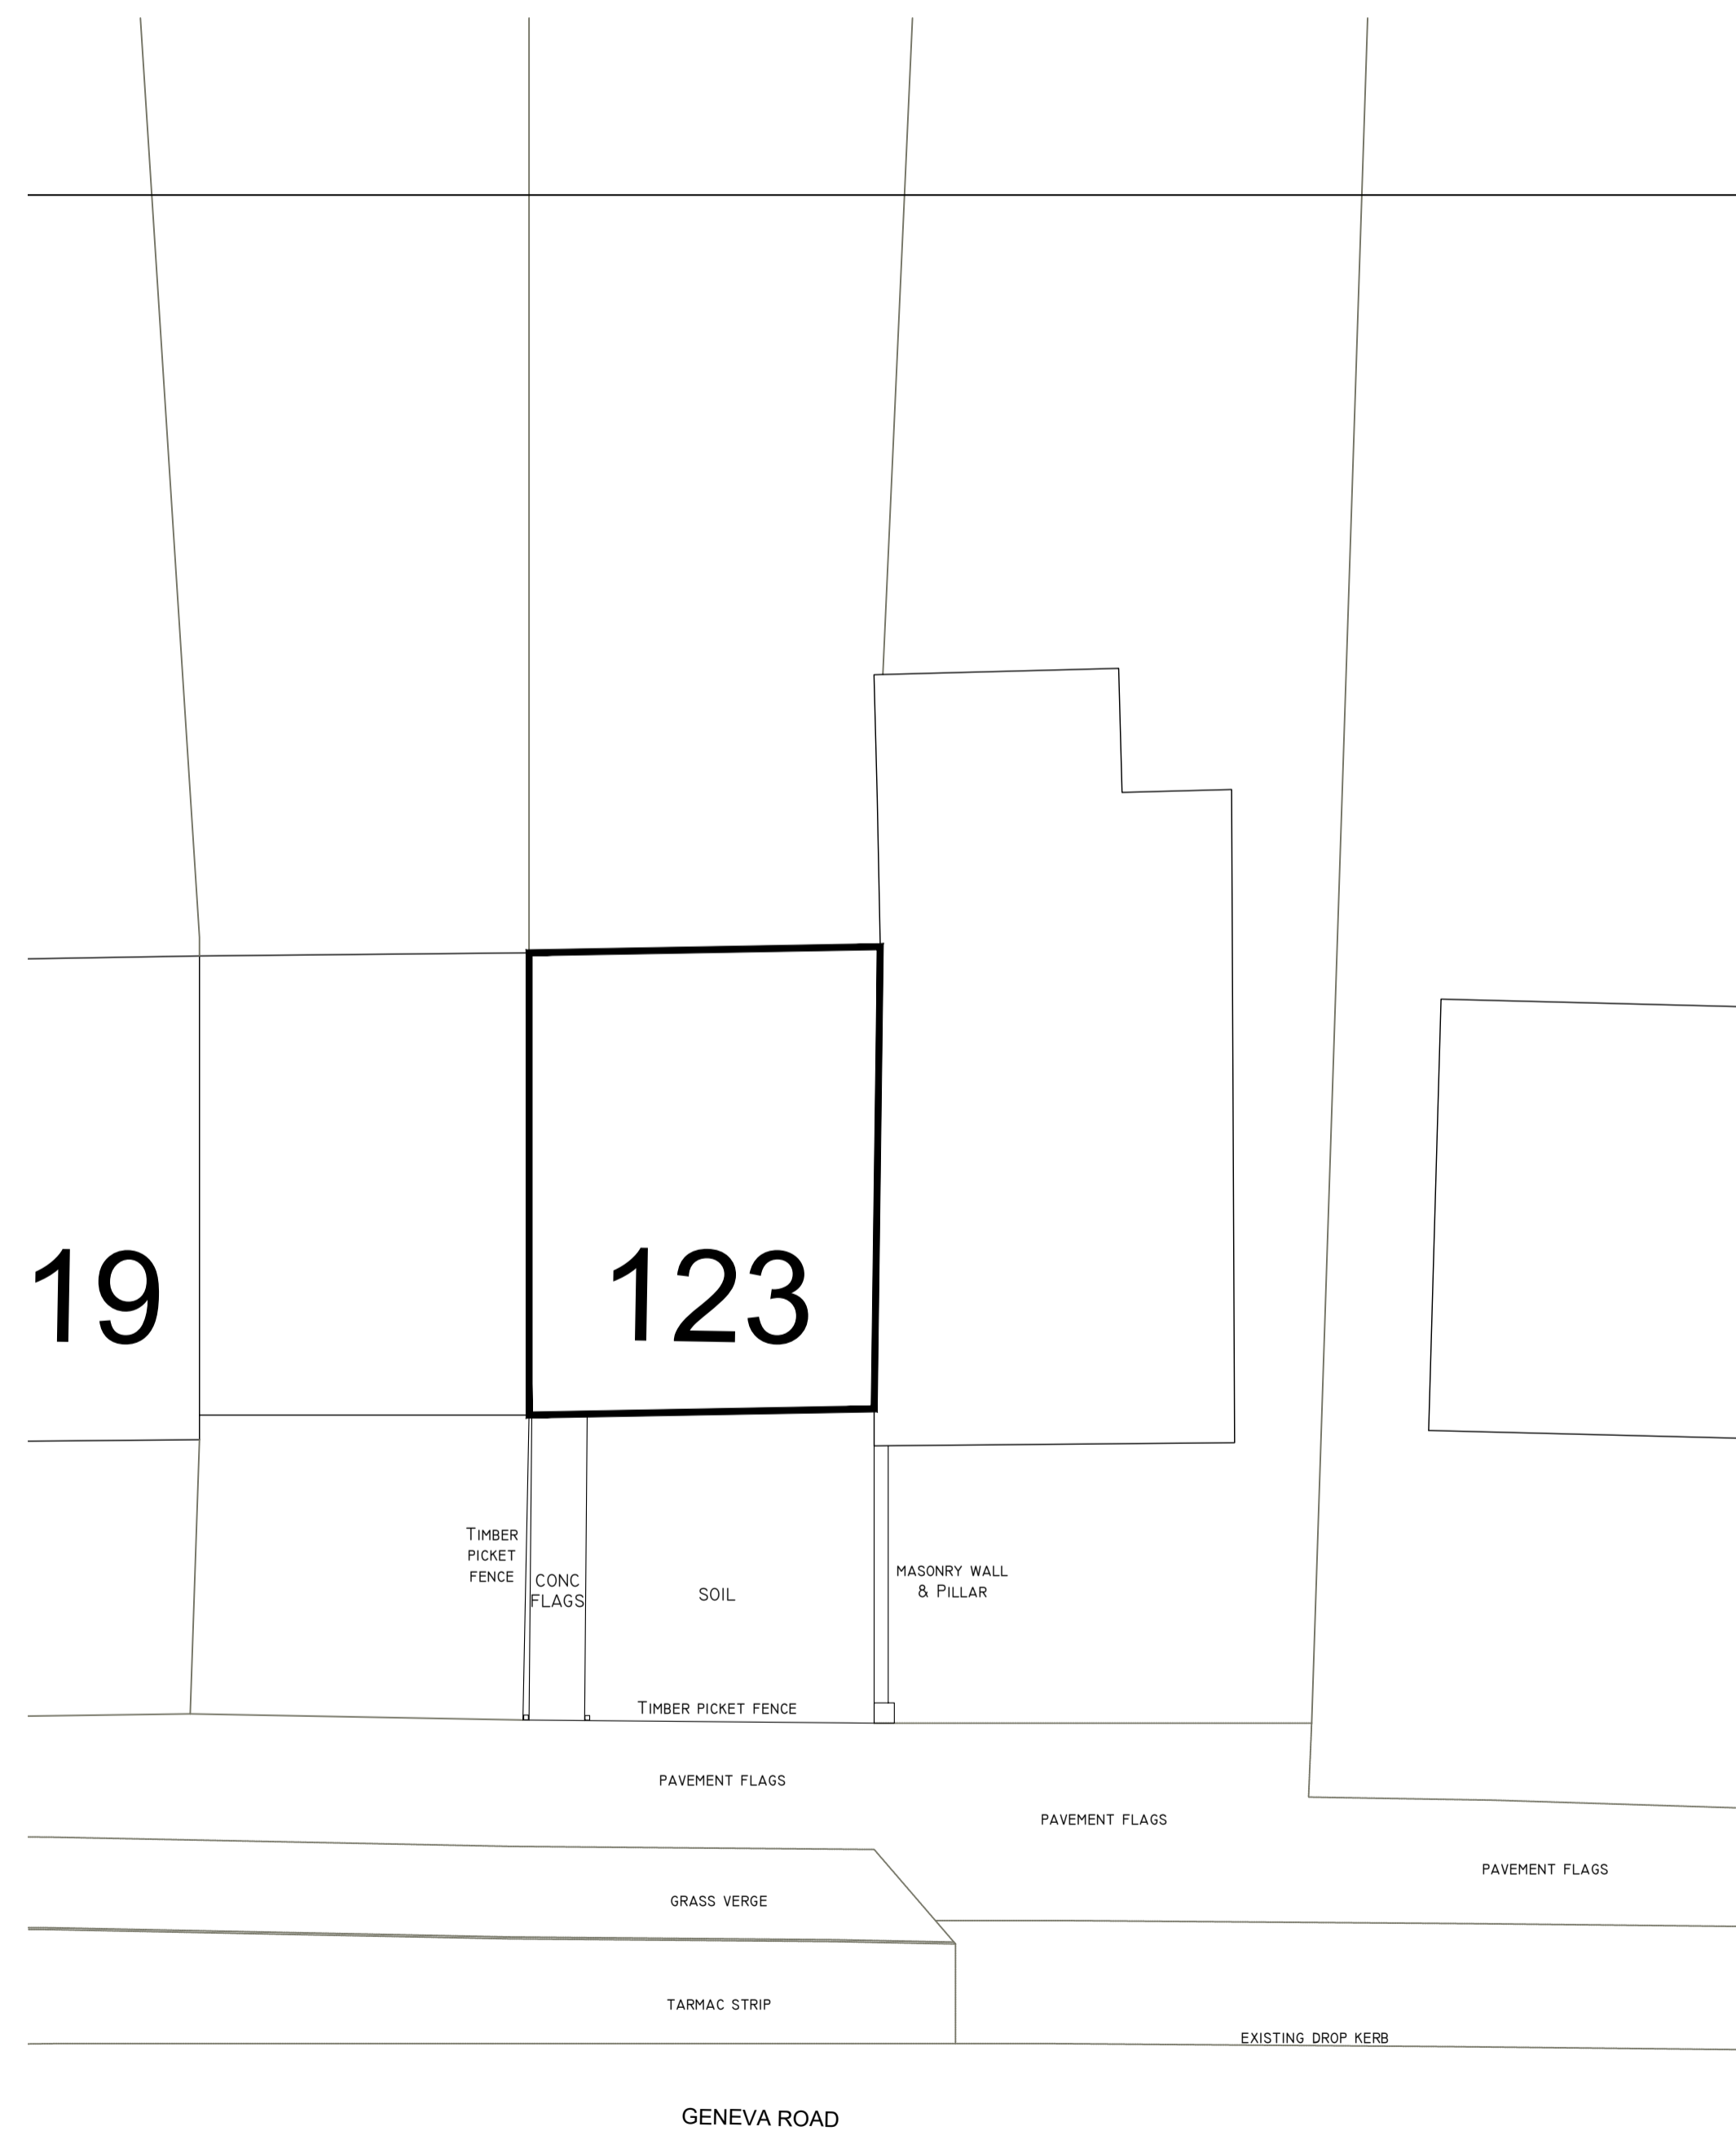 19
123
Timber
picket
fence
CONC
FLAGS
SOIL
masonry wall
& Pillar
Timber picket fence
pavement flags
pavement flags
pavement flags
grass verge
tarmac strip
existing drop kerb
GENEVA ROAD